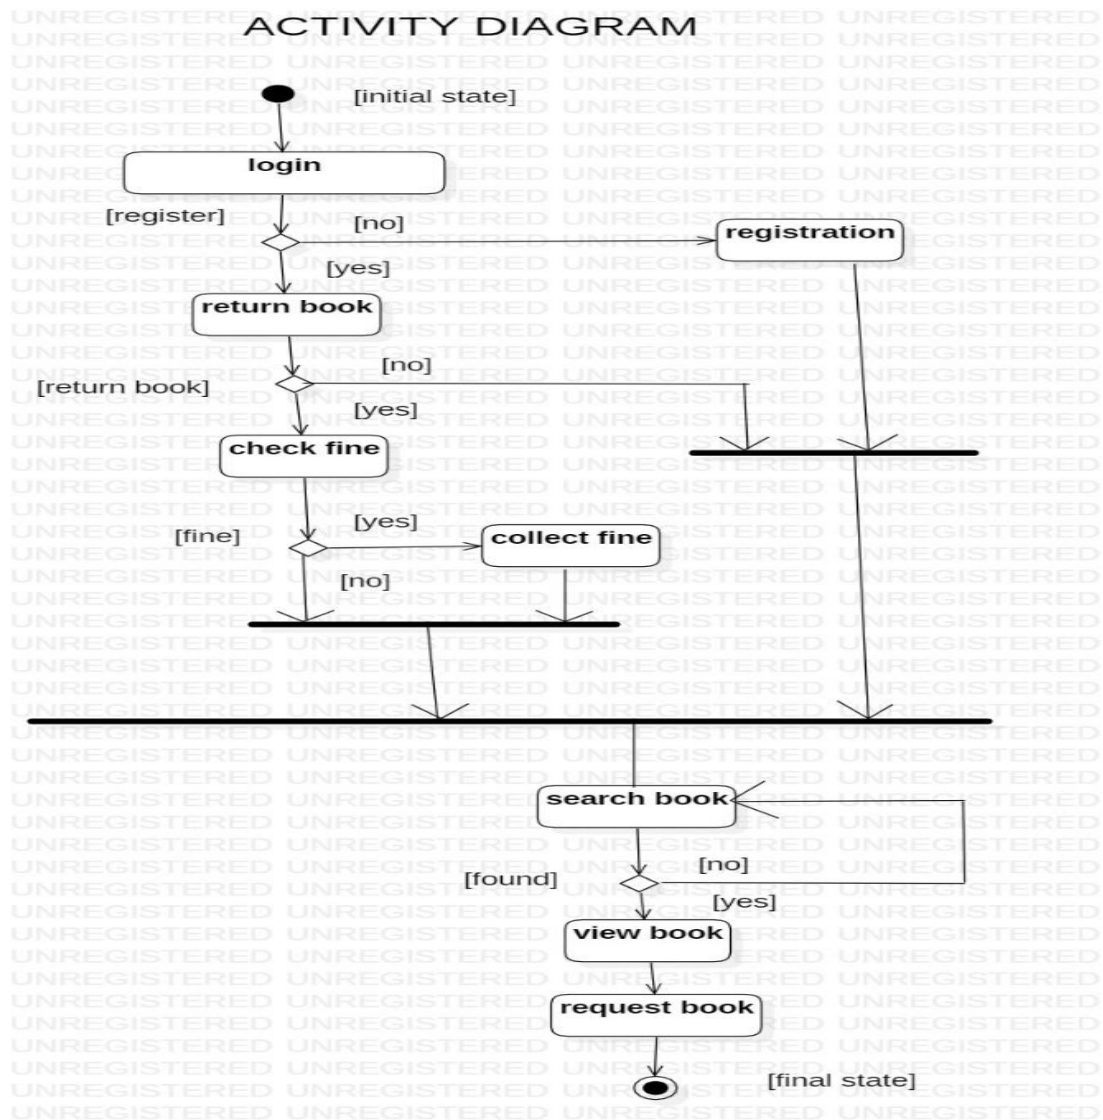 ACTIVITY DIAGRAM
[initial state]
login
[register]
[no]
registration
[yes]
return book
[no]
[return book]
[yes]
check fine
[yes]
[fine]
collect fine
[no]
search book
[no]
[found]
[yes]
view book
request book
[final state]
UNREGISTERED